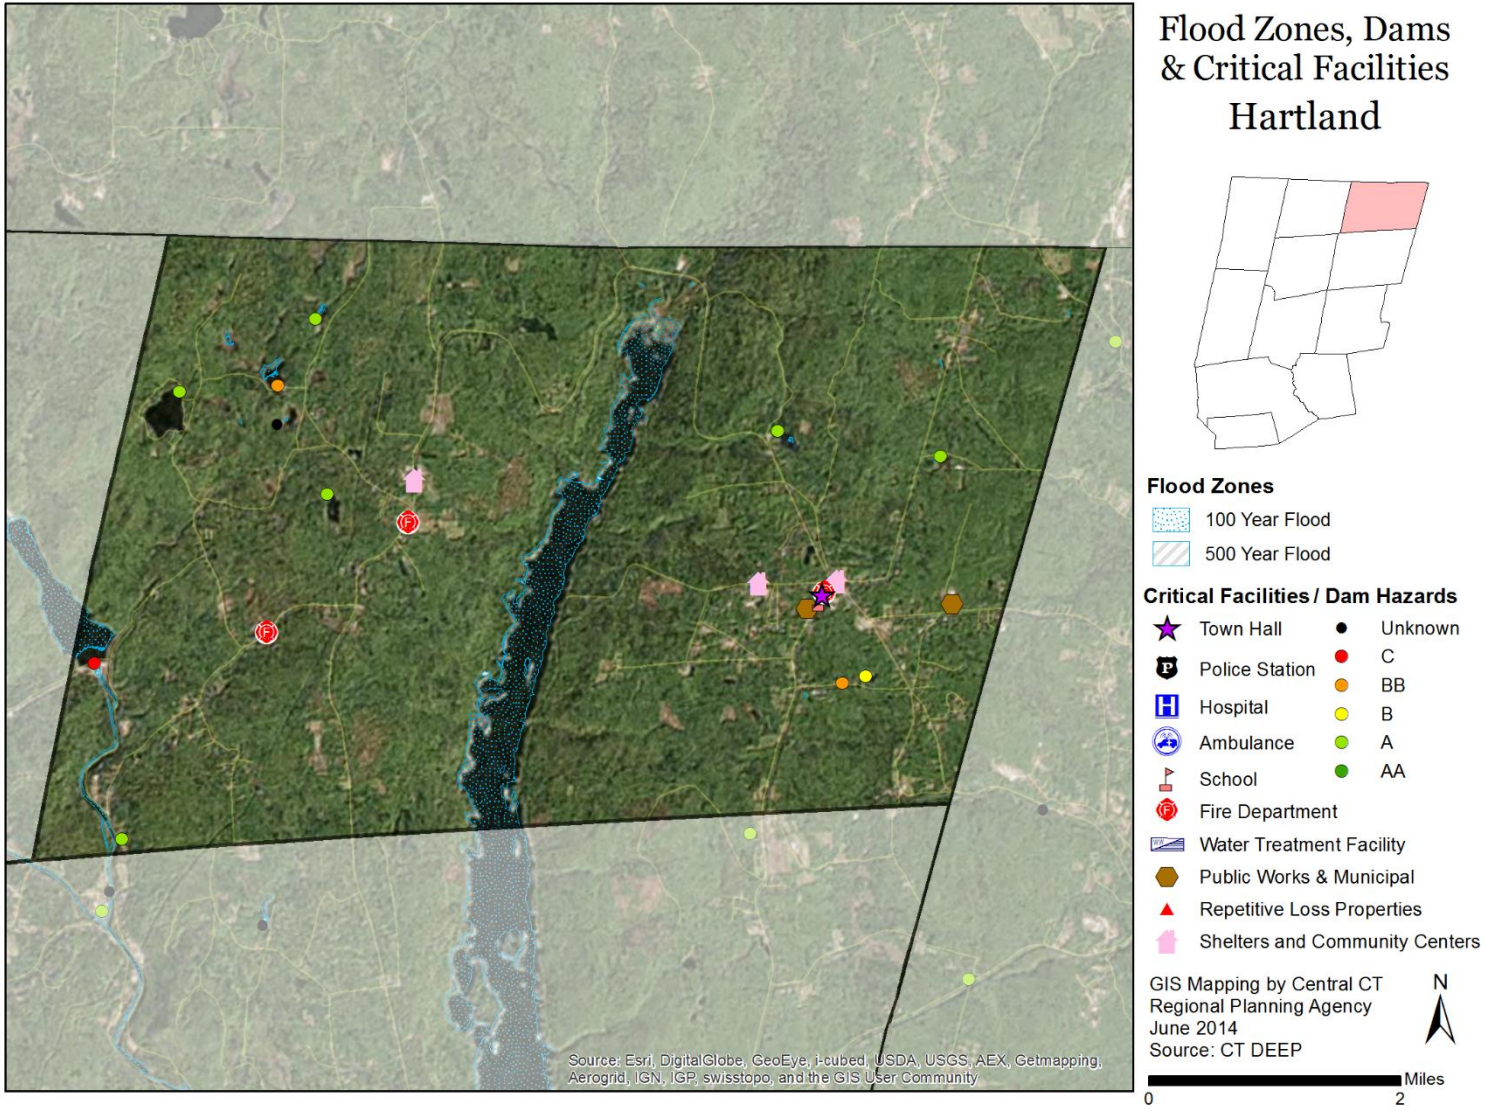 Flood Zones, Dams
& Critical Facilities
Hartland
Flood Zones
100 Year Flood
500 Year Flood
Critical Facilities / Dam Hazards
Town Hall
Unknown
C
P
Police Station
BB
H
Hospital
B
Ambulance
A
School
AA
F
Fire Department
WW
Water Treatment Facility
Public Works & Municipal
Repetitive Loss Properties
Shelters and Community Centers
GIS Mapping by Central CT
Regional Planning Agency
June 2014
Source: CT DEEP
N
Miles
0 2
F
F
Source: Esri, DigitalGlobe, GeoEye, i-cubed, USDA, USGS, AEX, Getmapping,
Aerogrid, IGN, IGP, swisstopo, and the GIS User Community